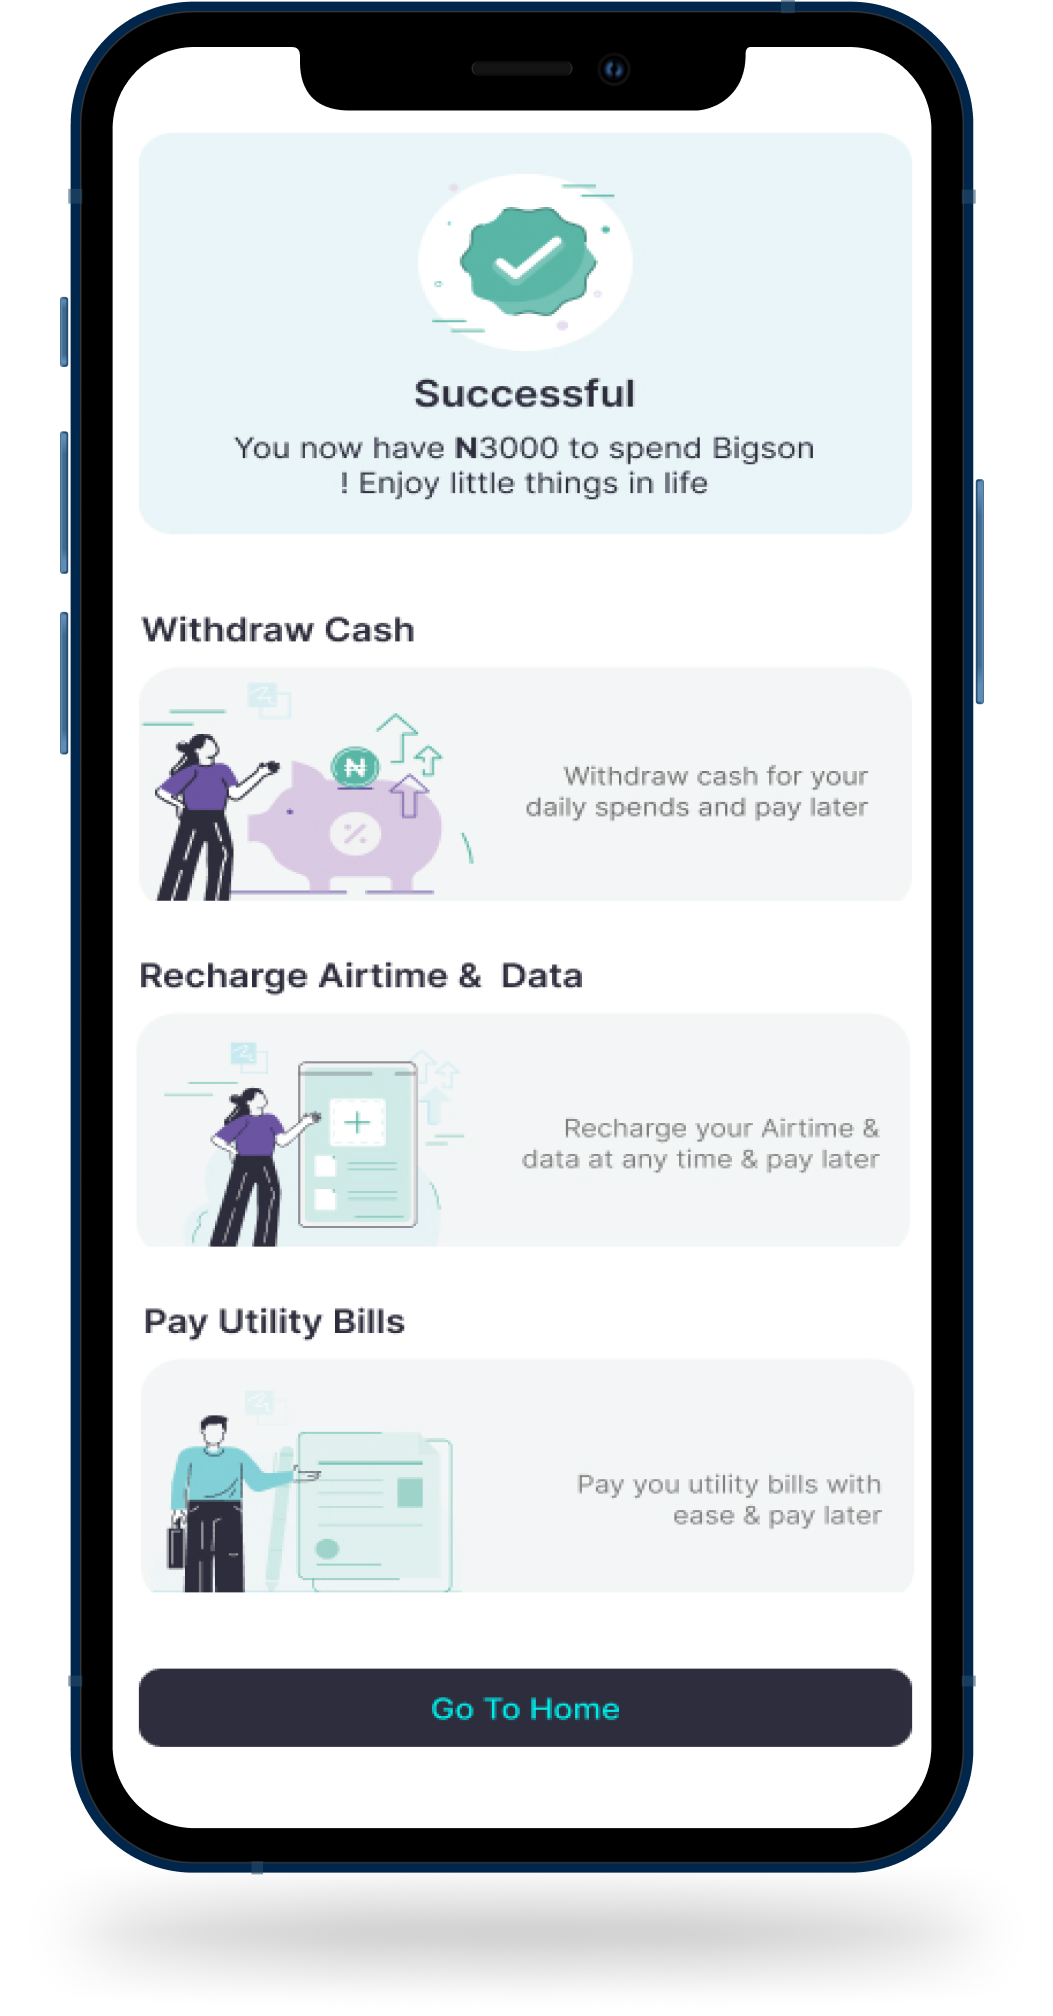 Successful
You now have N3000 to spend Bigson
! Enjoy little things in life
Withdraw Cash
₦
%
Withdraw cash for your
daily spends and pay later
Recharge Airtime & Data
Recharge your Airtime &
data at any time & pay later
Pay Utility Bills
Pay you utility bills with
ease & pay later
Go To Home